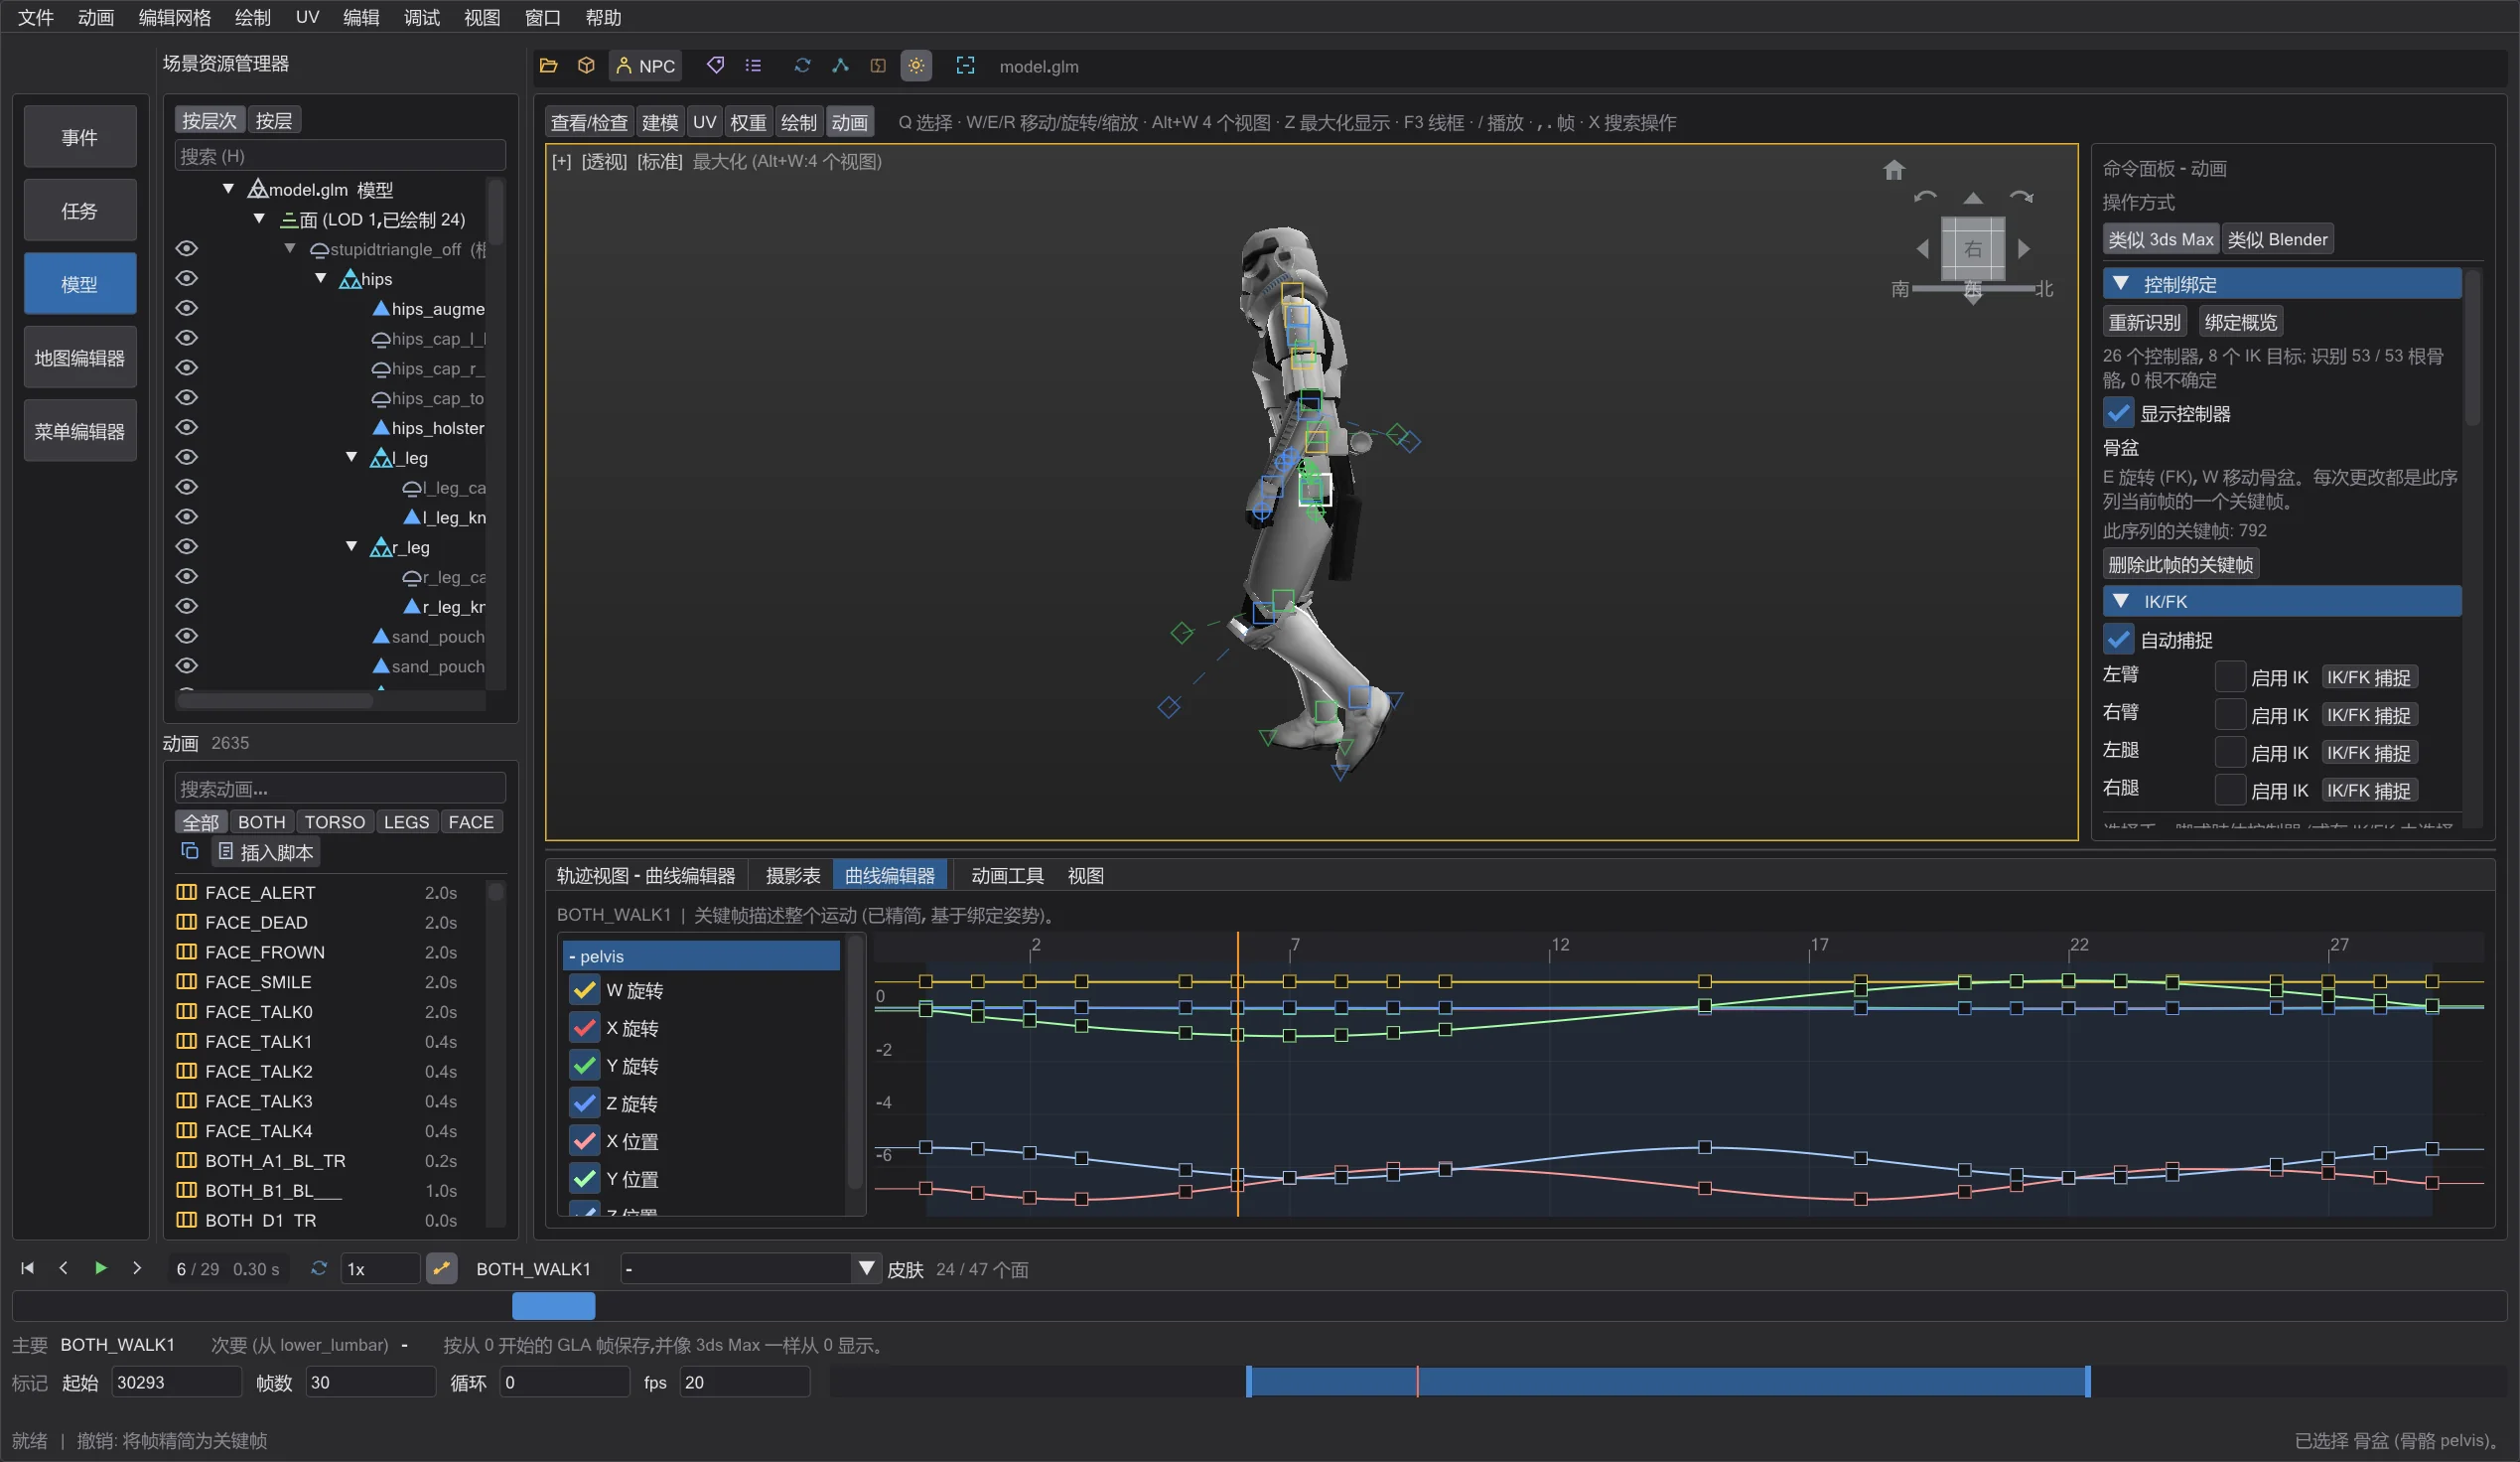 文件 动画 编辑网格 绘制 UV 编辑 调试 视图 窗口 帮助
场景资源管理器
NPC model.glm
事件
任务
模型
地图编辑器
菜单编辑器
按层次 按层
搜索 (H)
model.glm 模型
面 (LOD 1,已绘制 24)
stupidtriangle_off
hips
hips_augme
hips_cap_l_
hips_cap_r_
hips_cap_to
hips_holster
l_leg
l_leg_ca
l_leg_kn
r_leg
r_leg_ca
r_leg_kr
sand_pouch
sand_pouch
动画 2635
搜索动画...
全部 BOTH TORSO LEGS FACE
插入脚本
FACE_ALERT 2.0s
FACE_DEAD 2.0s
FACE_FROWN 2.0s
FACE_SMILE 2.0s
FACE_TALK0 2.0s
FACE_TALK1 0.4s
FACE_TALK2 0.4s
FACE_TALK3 0.4s
FACE_TALK4 0.4s
BOTH_A1_BL_TR 0.2s
BOTH_B1_BL___ 1.0s
BOTH_D1_TR 0.0s
查看/检查 建模 UV 权重 绘制 动画 Q 选择 · W/E/R 移动/旋转/缩放 · Alt+W 4 个视图 · Z 最大化显示 · F3 线框 · / 播放 · , . 帧 · X 搜索操作
[+] [透视] [标准] 最大化 (Alt+W:4 个视图)
右
南 东 北
命令面板 - 动画
操作方式
类似 3ds Max 类似 Blender
控制绑定
重新识别 绑定概览
26 个控制器, 8 个 IK 目标; 识别 53 / 53 根骨
骼, 0 根不确定
显示控制器
骨盆
E 旋转 (FK), W 移动骨盆。每次更改都是此序
列当前帧的一个关键帧。
此序列的关键帧: 792
删除此帧的关键帧
IK/FK
自动捕捉
左臂 启用 IK IK/FK 捕捉
右臂 启用 IK IK/FK 捕捉
左腿 启用 IK IK/FK 捕捉
右腿 启用 IK IK/FK 捕捉
轨迹视图 - 曲线编辑器 摄影表 曲线编辑器 动画工具 视图
BOTH_WALK1 | 关键帧描述整个运动 (已精简, 基于绑定姿势)。
- pelvis
W 旋转
X 旋转
Y 旋转
Z 旋转
X 位置
Y 位置
Z 位置
2 7 12 17 22 27
0
-2
-4
-6
6 / 29 0.30 s 1x BOTH_WALK1 - 皮肤 24 / 47 个面
主要 BOTH_WALK1 次要 (从 lower_lumbar) - 按从 0 开始的 GLA 帧保存,并像 3ds Max 一样从 0 显示。
标记 起始 30293 帧数 30 循环 0 fps 20
就绪 | 撤销: 将帧精简为关键帧
已选择 骨盆 (骨骼 pelvis)。